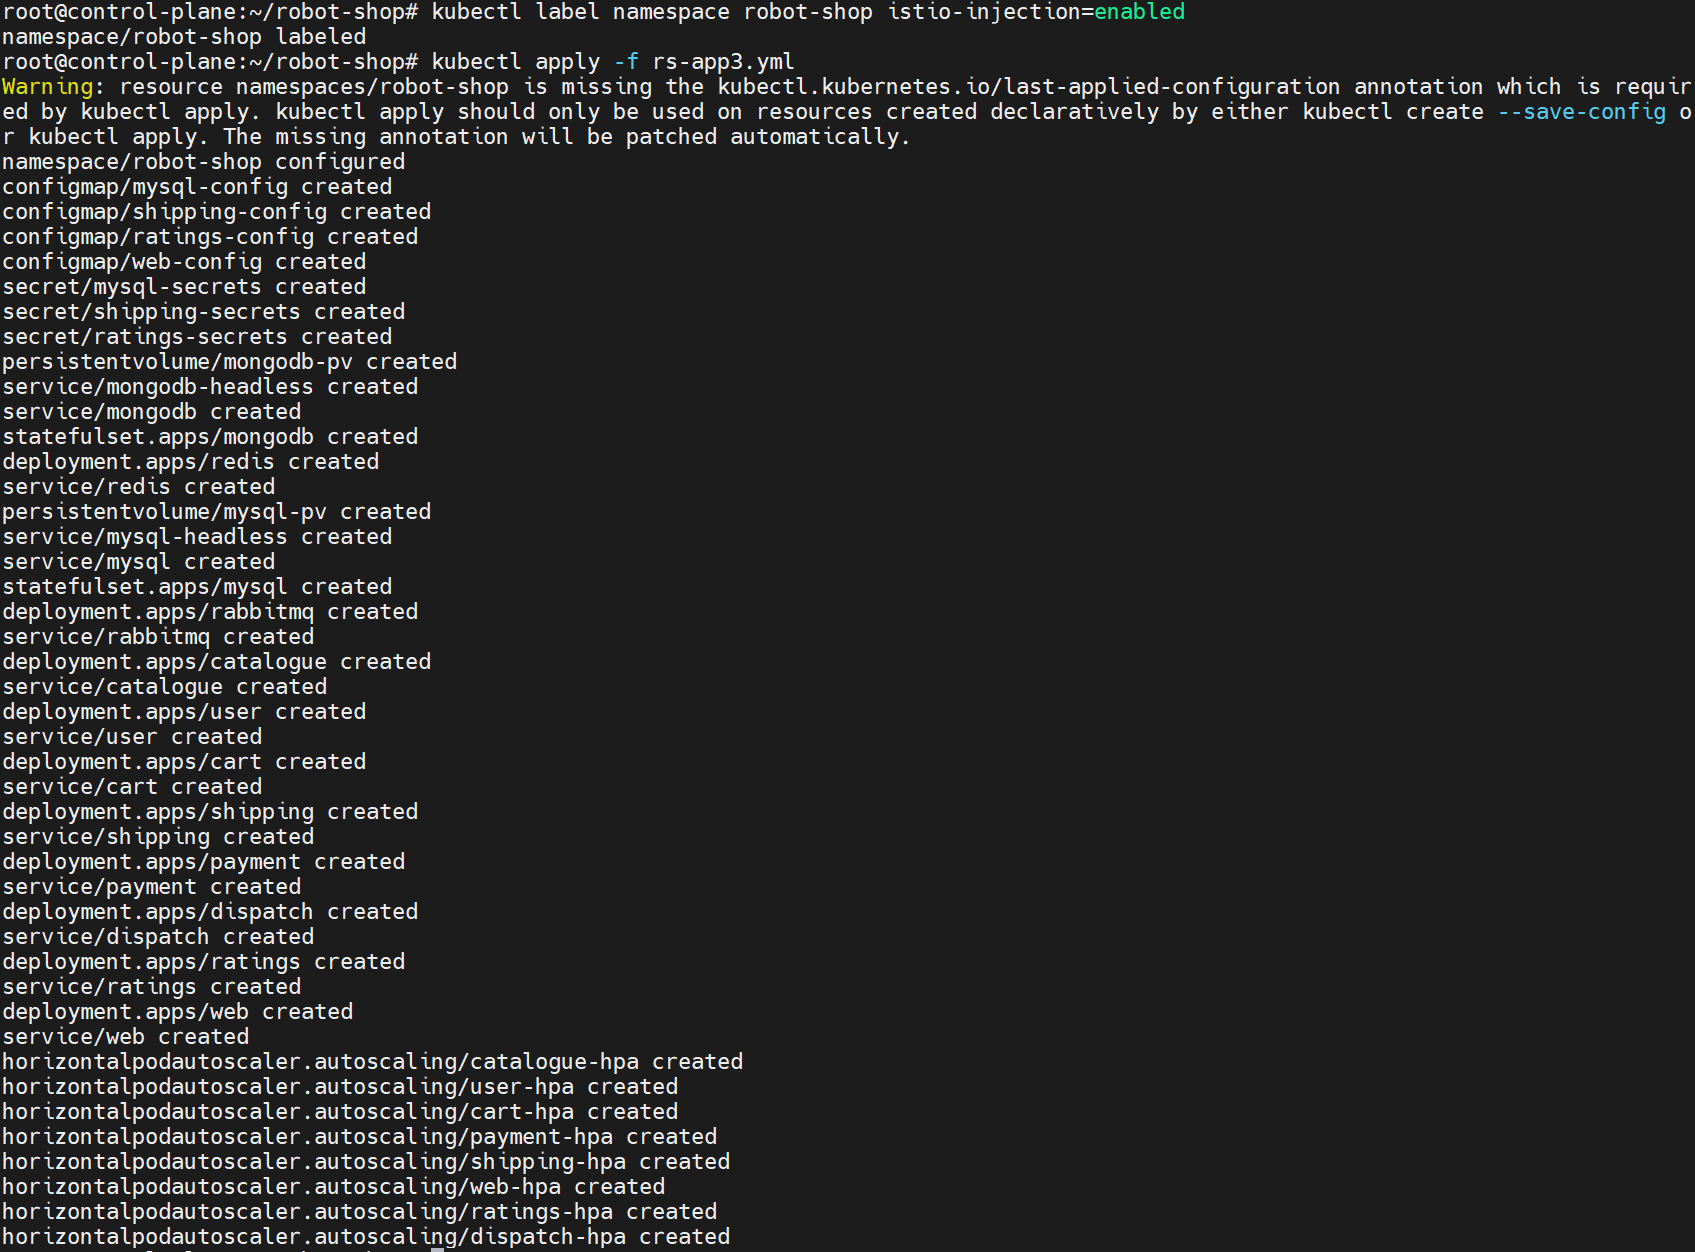 root@control-plane:~/robot-shop# kubectl label namespace robot-shop istio-injection=enabled
namespace/robot-shop labeled
root@control-plane:~/robot-shop# kubectl apply -f rs-app3.yml
Warning: resource namespaces/robot-shop is missing the kubectl.kubernetes.io/last-applied-configuration annotation which is requir
ed by kubectl apply. kubectl apply should only be used on resources created declaratively by either kubectl create --save-config o
r kubectl apply. The missing annotation will be patched automatically.
namespace/robot-shop configured
configmap/mysql-config created
configmap/shipping-config created
configmap/ratings-config created
configmap/web-config created
secret/mysql-secrets created
secret/shipping-secrets created
secret/ratings-secrets created
persistentvolume/mongodb-pv created
service/mongodb-headless created
service/mongodb created
statefulset.apps/mongodb created
deployment.apps/redis created
service/redis created
persistentvolume/mysql-pv created
service/mysql-headless created
service/mysql created
statefulset.apps/mysql created
deployment.apps/rabbitmq created
service/rabbitmq created
deployment.apps/catalogue created
service/catalogue created
deployment.apps/user created
service/user created
deployment.apps/cart created
service/cart created
deployment.apps/shipping created
service/shipping created
deployment.apps/payment created
service/payment created
deployment.apps/dispatch created
service/dispatch created
deployment.apps/ratings created
service/ratings created
deployment.apps/web created
service/web created
horizontalpodautoscaler.autoscaling/catalogue-hpa created
horizontalpodautoscaler.autoscaling/user-hpa created
horizontalpodautoscaler.autoscaling/cart-hpa created
horizontalpodautoscaler.autoscaling/payment-hpa created
horizontalpodautoscaler.autoscaling/shipping-hpa created
horizontalpodautoscaler.autoscaling/web-hpa created
horizontalpodautoscaler.autoscaling/ratings-hpa created
horizontalpodautoscaler.autoscaling/dispatch-hpa created